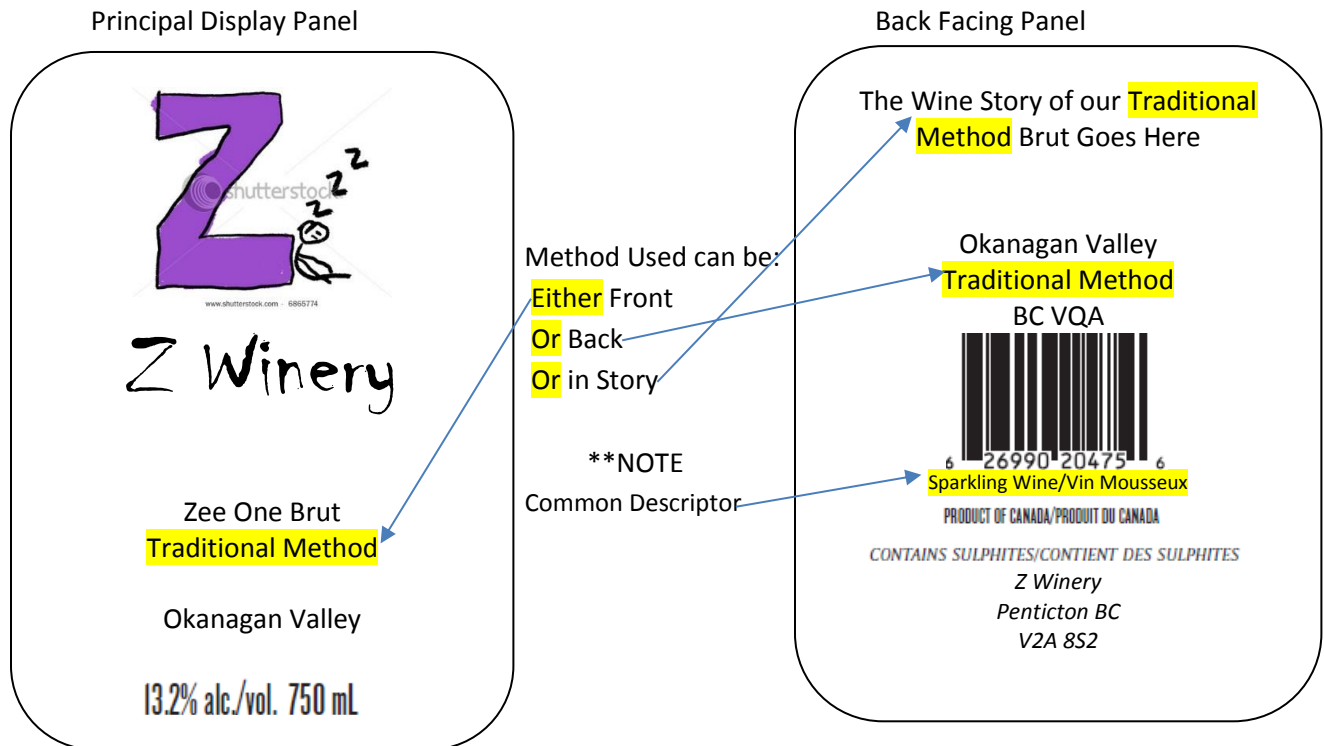 Principal Display Panel
Back Facing Panel
shutterstock
z z z z
www.shutterstock.com · 6865774
Z Winery
Zee One Brut
Traditional Method
Okanagan Valley
13.2% alc./vol. 750 mL
Method Used can be:
Either Front
Or Back
Or in Story
**NOTE
Common Descriptor
The Wine Story of our Traditional
Method Brut Goes Here
Okanagan Valley
Traditional Method
BC VQA
6 26990 20475 6
Sparkling Wine/Vin Mousseux
PRODUCT OF CANADA/PRODUIT DU CANADA
CONTAINS SULPHITES/CONTIENT DES SULPHITES
Z Winery
Penticton BC
V2A 8S2